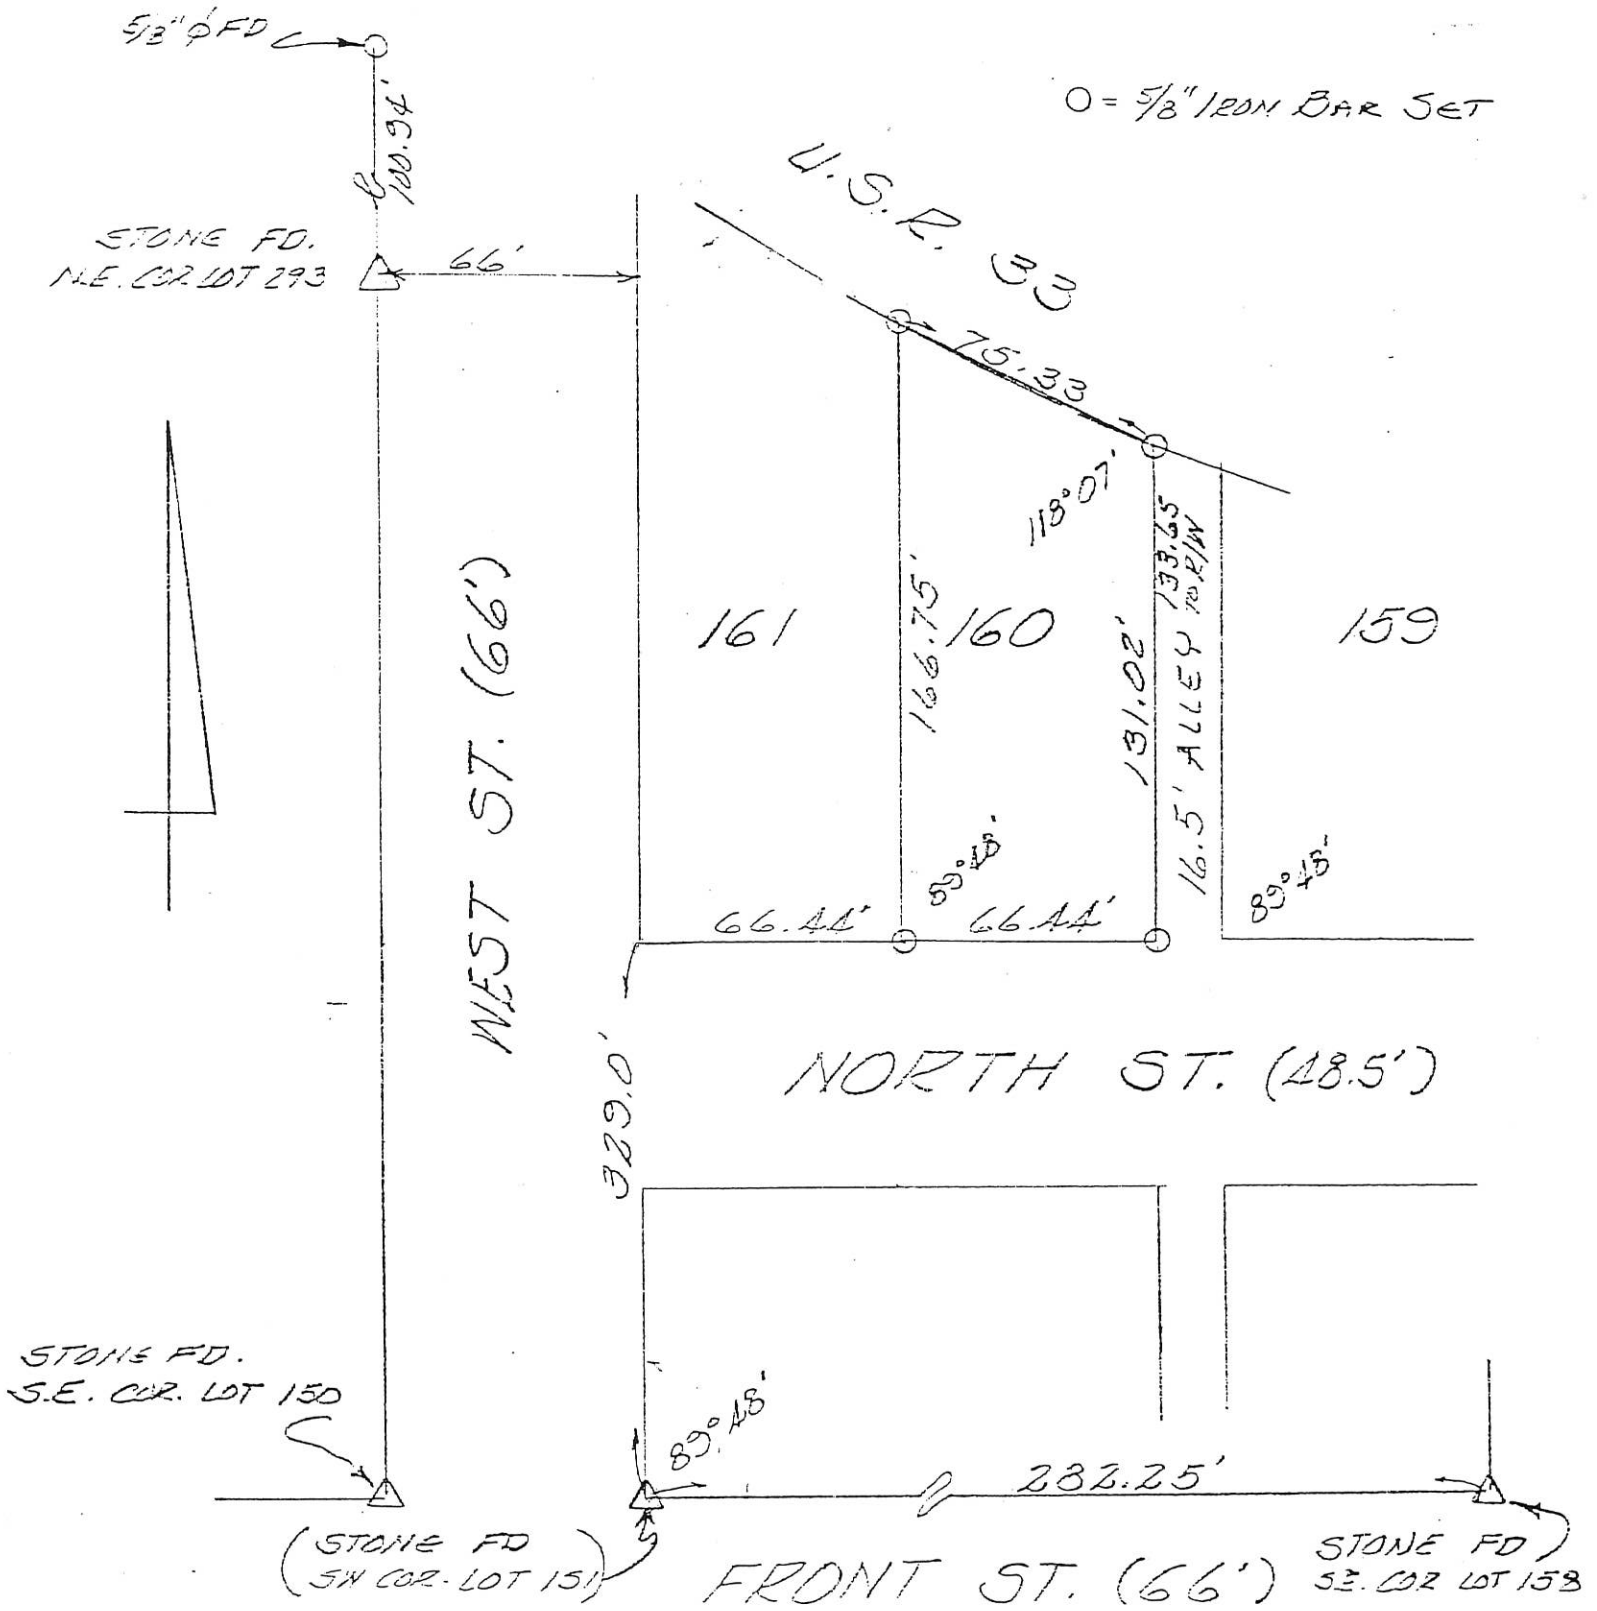 5/8" ϕ FD
100.94'
O = 5/8" IRON BAR SET
U.S.R. 33
STONE FD.
N.E. COR LOT 293
66'
75.33
118°07'
133.65
TO R/W
161
166.75'
160
131.02'
16.5' ALLEY
159
WEST ST. (66')
89°48'
89°48'
66.44'
66.44'
329.0'
NORTH ST. (48.5')
STONE FD.
S.E. COR. LOT 150
89°48'
282.25'
(STONE FD
SW COR. LOT 151)
FRONT ST. (66')
STONE FD)
SE. COR LOT 158